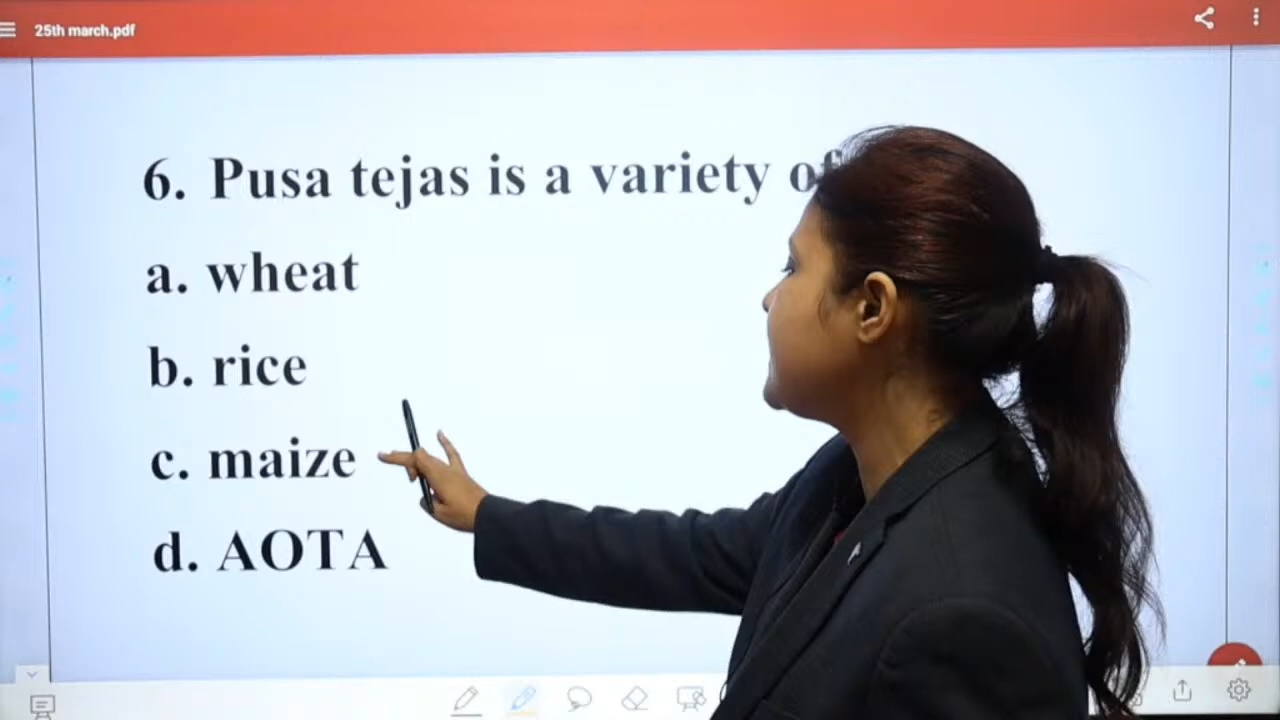 25th march.pdf
6. Pusa tejas is a variety of
a. wheat
b. rice
c. maize
d. AOTA